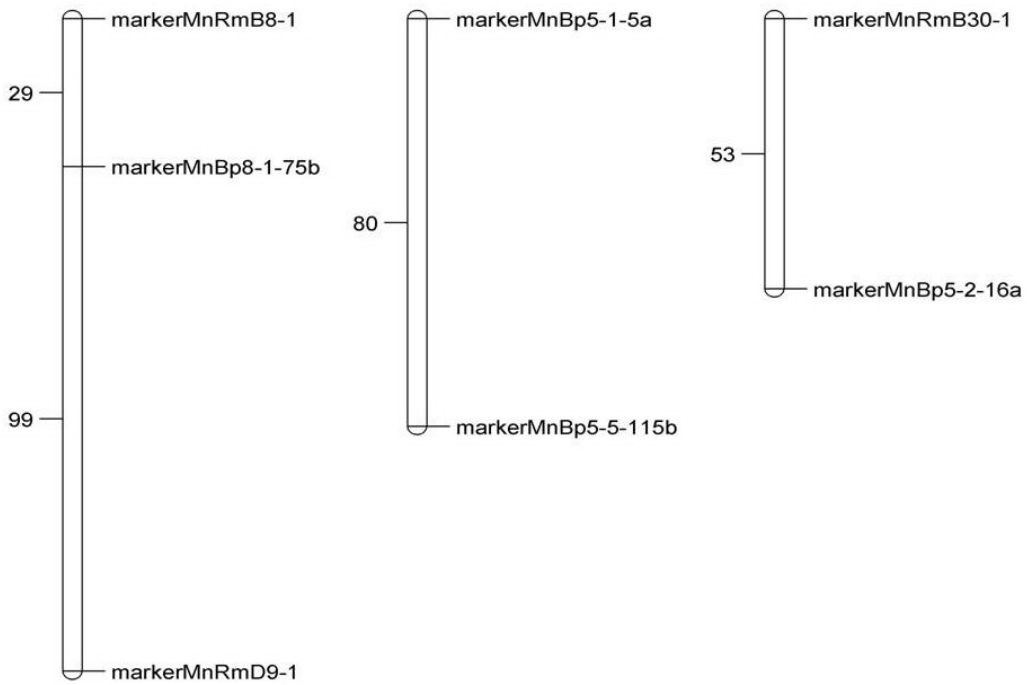 markerMnRmB8-1
29
markerMnBp8-1-75b
99
markerMnRmD9-1
markerMnBp5-1-5a
80
markerMnBp5-5-115b
markerMnRmB30-1
53
markerMnBp5-2-16a